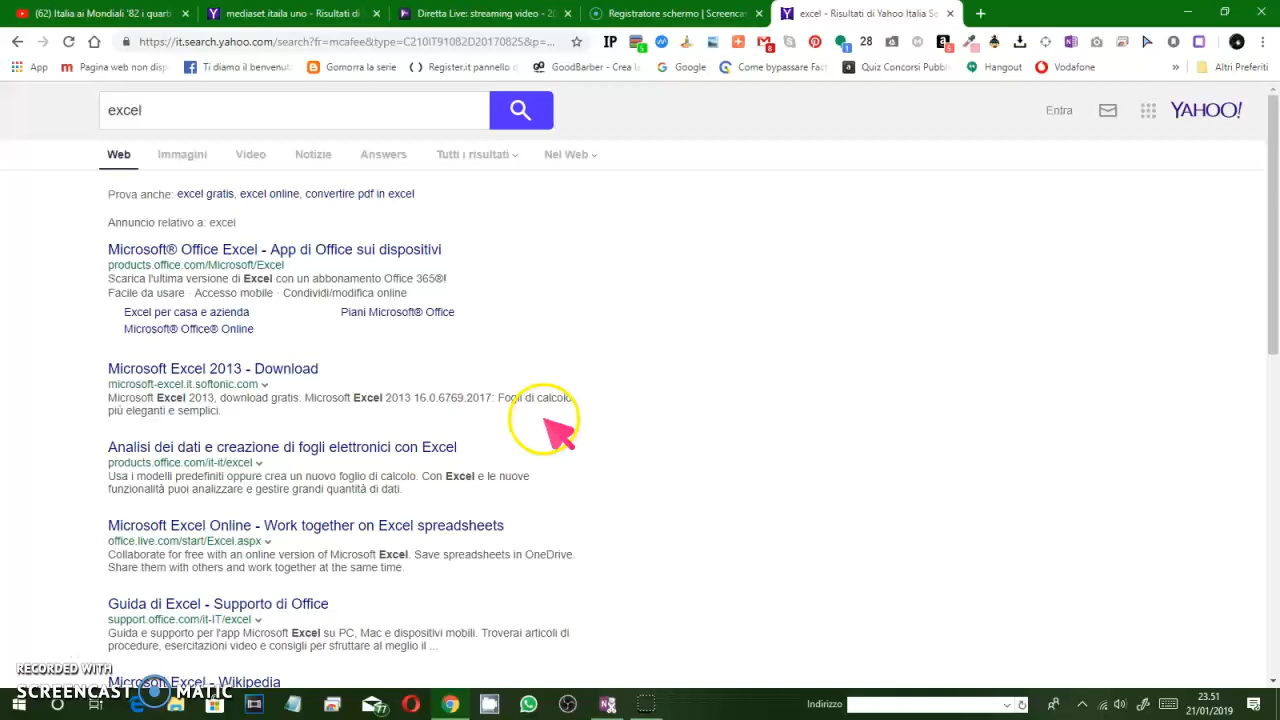 Italia ai Mondiali '82 i quarti
mediset itaila uno - Risultati di
Diretta Live: streaming video - 20
Registratore schermo | Screencast
excel - Risultati di Yahoo Italia Se
https://it.search.yahoo.com/search?fr=mcafee&type=C210IT91082D20170825&p=...
App
Pagina web non disp
Ti diamo il benvenuto
Gomorra la serie
Register.it pannello d
GoodBarber - Crea la
Google
Come bypassare Fact
Quiz Concorsi Pubbli
Hangout
Vodafone
»
Altri Preferiti
excel
Entra
YAHOO!
Web Immagini Video Notizie Answers Tutti i risultati Nel Web
Prova anche: excel gratis, excel online, convertire pdf in excel
Annuncio relativo a: excel
Microsoft® Office Excel - App di Office sui dispositivi
products.office.com/Microsoft/Excel
Scarica l'ultima versione di Excel con un abbonamento Office 365®!
Facile da usare · Accesso mobile · Condividi/modifica online
Excel per casa e azienda Piani Microsoft® Office
Microsoft® Office® Online
Microsoft Excel 2013 - Download
microsoft-excel.it.softonic.com
Microsoft Excel 2013, download gratis. Microsoft Excel 2013 16.0.6769.2017: Fogli di calcolo
più eleganti e semplici.
Analisi dei dati e creazione di fogli elettronici con Excel
products.office.com/it-it/excel
Usa i modelli predefiniti oppure crea un nuovo foglio di calcolo. Con Excel e le nuove
funzionalità puoi analizzare e gestire grandi quantità di dati.
Microsoft Excel Online - Work together on Excel spreadsheets
office.live.com/start/Excel.aspx
Collaborate for free with an online version of Microsoft Excel. Save spreadsheets in OneDrive.
Share them with others and work together at the same time.
Guida di Excel - Supporto di Office
support.office.com/it-IT/excel
Guida e supporto per l'app Microsoft Excel su PC, Mac e dispositivi mobili. Troverai articoli di
procedure, esercitazioni video e consigli per sfruttare al meglio il ...
Microsoft Excel - Wikipedia
RECORDED WITH
SCREENCAST MATIC
Indirizzo
23.51
21/01/2019